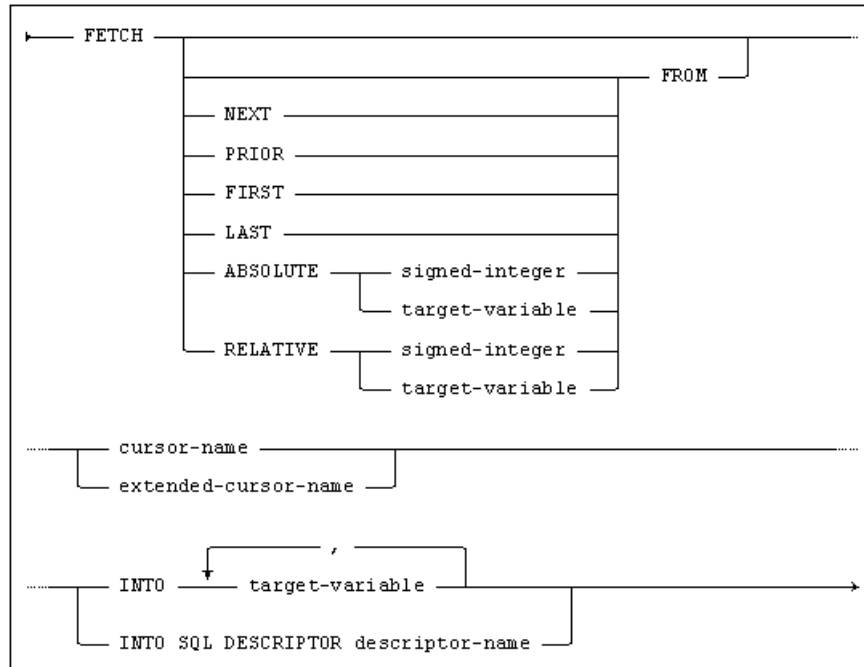 FETCH
FROM
NEXT
PRIOR
FIRST
LAST
ABSOLUTE signed-integer
target-variable
RELATIVE signed-integer
target-variable
cursor-name
extended-cursor-name
,
INTO target-variable
INTO SQL DESCRIPTOR descriptor-name